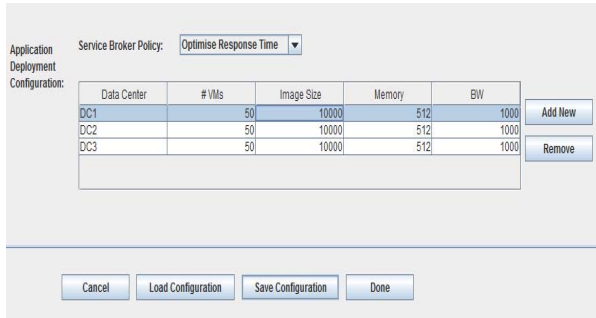 Application Deployment Configuration:
Service Broker Policy: Optimise Response Time
Data Center # VMs Image Size Memory BW
DC1 50 10000 512 1000
DC2 50 10000 512 1000
DC3 50 10000 512 1000
Add New
Remove
Cancel Load Configuration Save Configuration Done